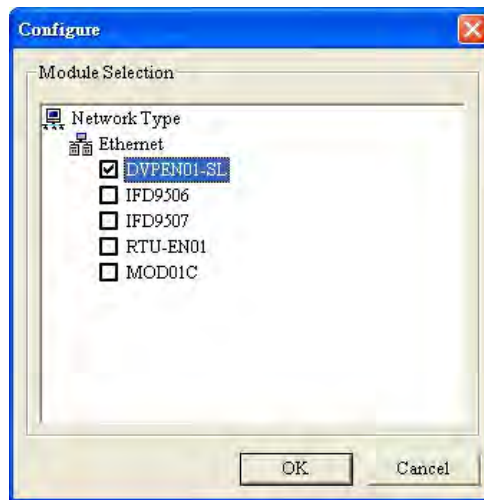 Configure
Module Selection
Network Type
Ethernet
DVPEN01-SL
IFD9506
IFD9507
RTU-EN01
MOD01C
OK
Cancel